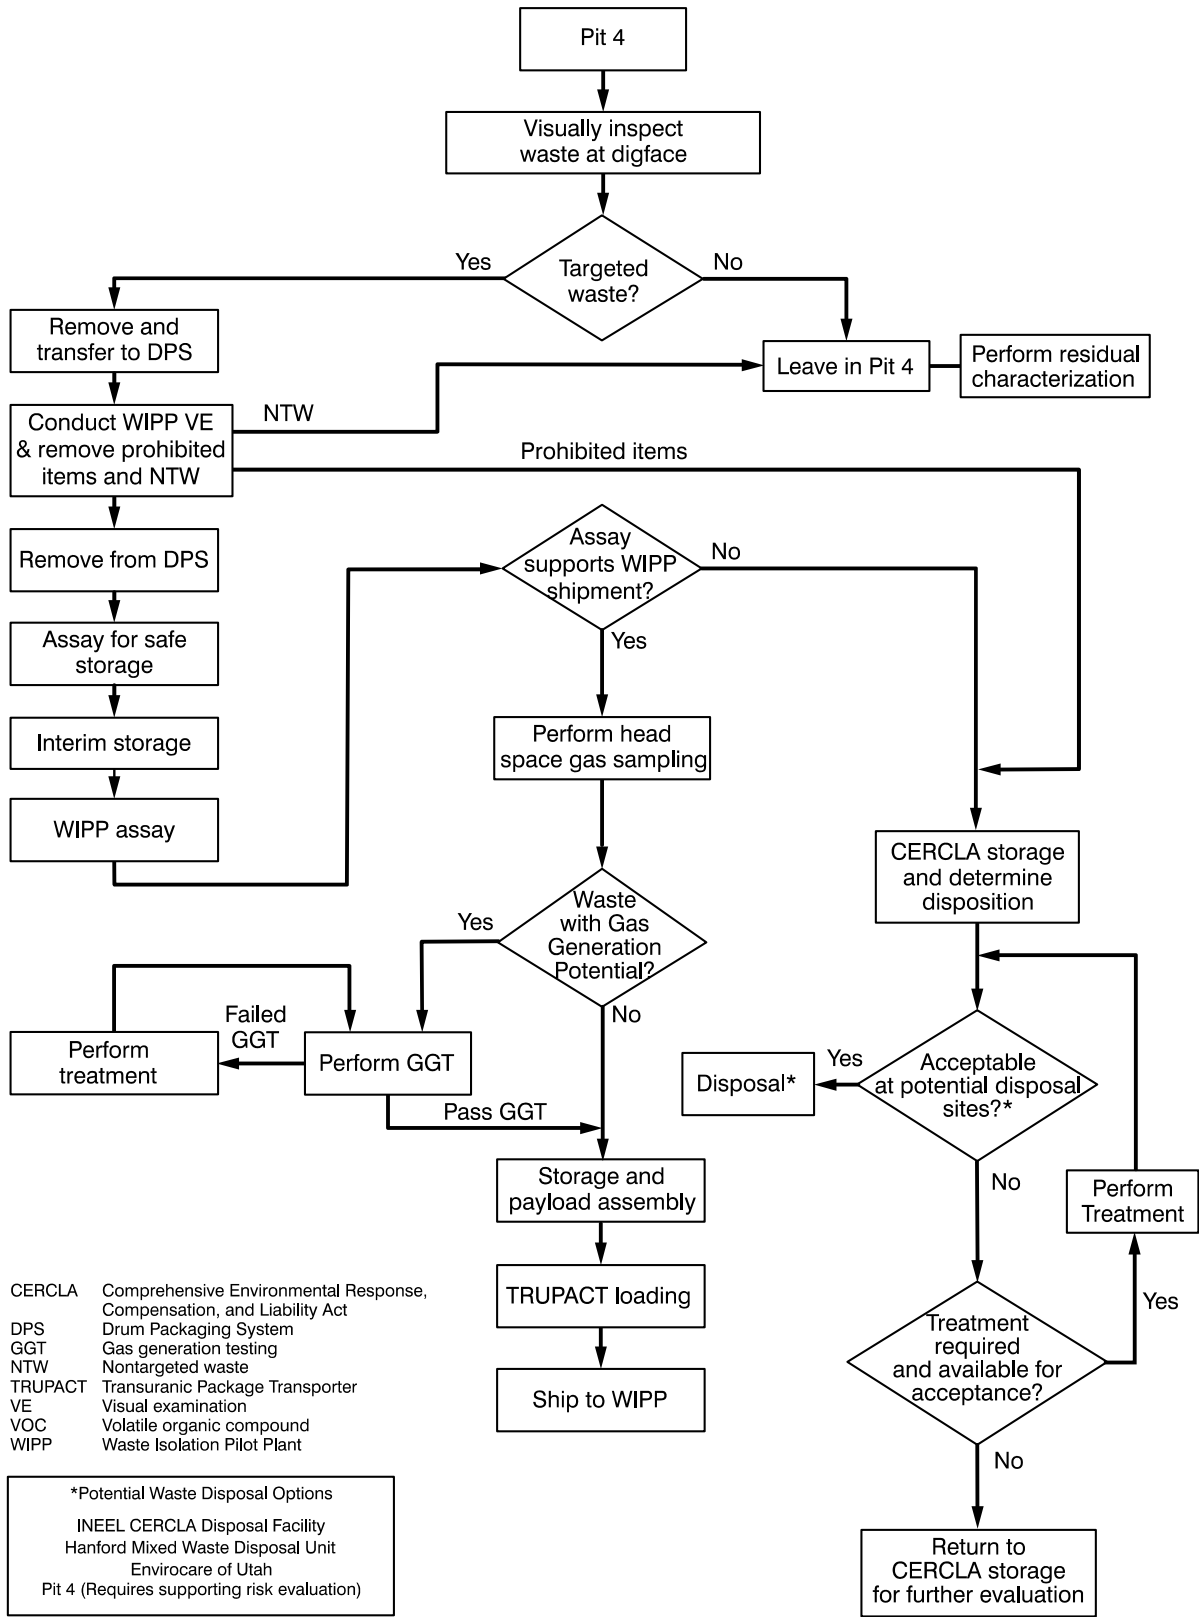 Pit 4
Visually inspect
waste at digface
Yes
Targeted
waste?
No
Remove and
transfer to DPS
Leave in Pit 4
Perform residual
characterization
Conduct WIPP VE
& remove prohibited
items and NTW
NTW
Prohibited items
Remove from DPS
Assay
supports WIPP
shipment?
No
Yes
Assay for safe
storage
Interim storage
WIPP assay
Perform head
space gas sampling
CERCLA storage
and determine
disposition
Waste
with Gas
Generation
Potential?
Yes
No
Failed
GGT
Perform
treatment
Perform GGT
Pass GGT
Disposal*
Yes
Acceptable
at potential disposal
sites?*
No
Perform
Treatment
Storage and
payload assembly
TRUPACT loading
Ship to WIPP
Treatment
required
and available for
acceptance?
Yes
No
Return to
CERCLA storage
for further evaluation
CERCLA Comprehensive Environmental Response,
Compensation, and Liability Act
DPS Drum Packaging System
GGT Gas generation testing
NTW Nontargeted waste
TRUPACT Transuranic Package Transporter
VE Visual examination
VOC Volatile organic compound
WIPP Waste Isolation Pilot Plant
*Potential Waste Disposal Options
INEEL CERCLA Disposal Facility
Hanford Mixed Waste Disposal Unit
Envirocare of Utah
Pit 4 (Requires supporting risk evaluation)